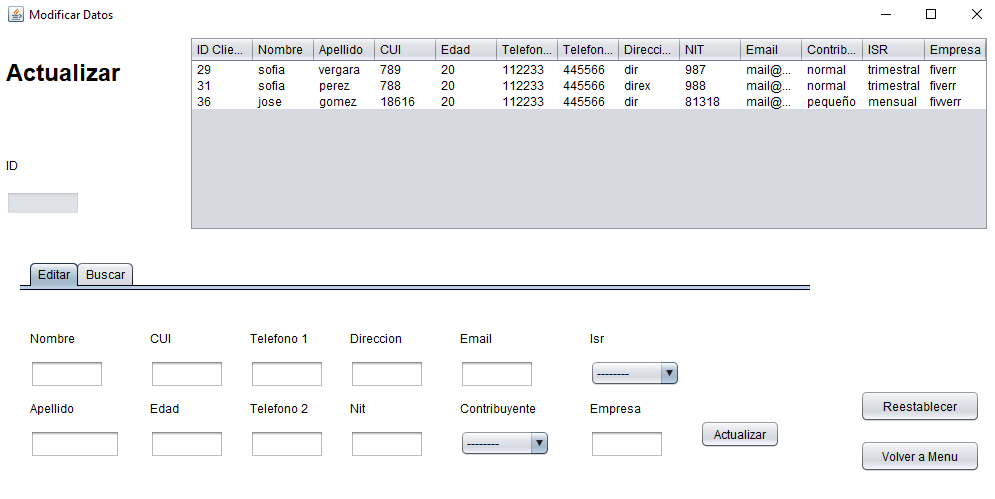 Modificar Datos
Actualizar
ID Clie... Nombre Apellido CUI Edad Telefon... Telefon... Direcci... NIT Email Contrib... ISR Empresa
29 sofia vergara 789 20 112233 445566 dir 987 mail@... normal trimestral fiverr
31 sofia perez 788 20 112233 445566 direx 988 mail@... normal trimestral fiverr
36 jose gomez 18616 20 112233 445566 dir 81318 mail@... pequeño mensual fivverr
ID
Editar Buscar
Nombre CUI Telefono 1 Direccion Email Isr
--------
Apellido Edad Telefono 2 Nit Contribuyente Empresa
--------
Actualizar
Reestablecer
Volver a Menu